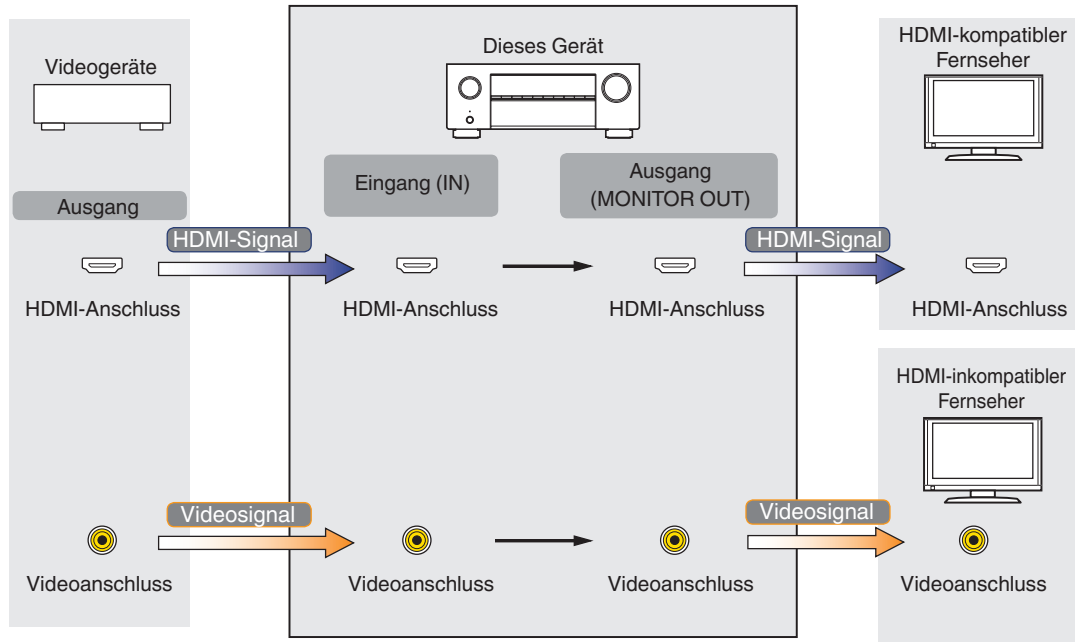 Videogeräte
Dieses Gerät
HDMI-kompatibler
Fernseher
Ausgang
Eingang (IN)
Ausgang
(MONITOR OUT)
HDMI-Signal
HDMI-Signal
HDMI-Anschluss
HDMI-Anschluss
HDMI-Anschluss
HDMI-Anschluss
HDMI-inkompatibler
Fernseher
Videosignal
Videosignal
Videoanschluss
Videoanschluss
Videoanschluss
Videoanschluss